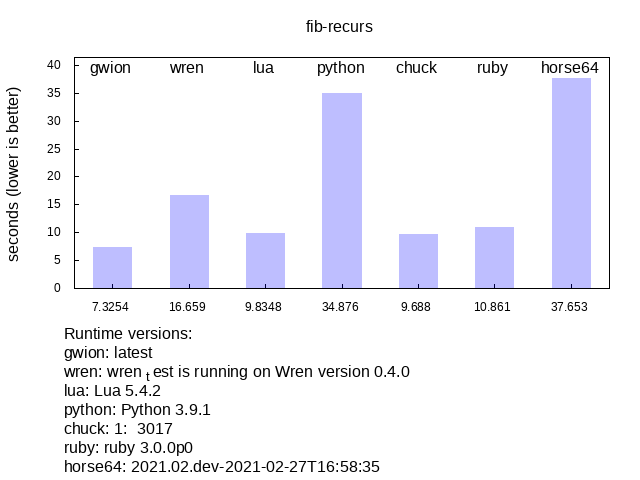 fib-recurs
seconds (lower is better)
40
35
30
25
20
15
10
5
0
gwion wren lua python chuck ruby horse64
7.3254 16.659 9.8348 34.876 9.688 10.861 37.653
Runtime versions:
gwion: latest
wren: wren t est is running on Wren version 0.4.0
lua: Lua 5.4.2
python: Python 3.9.1
chuck: 1:  3017
ruby: ruby 3.0.0p0
horse64: 2021.02.dev-2021-02-27T16:58:35